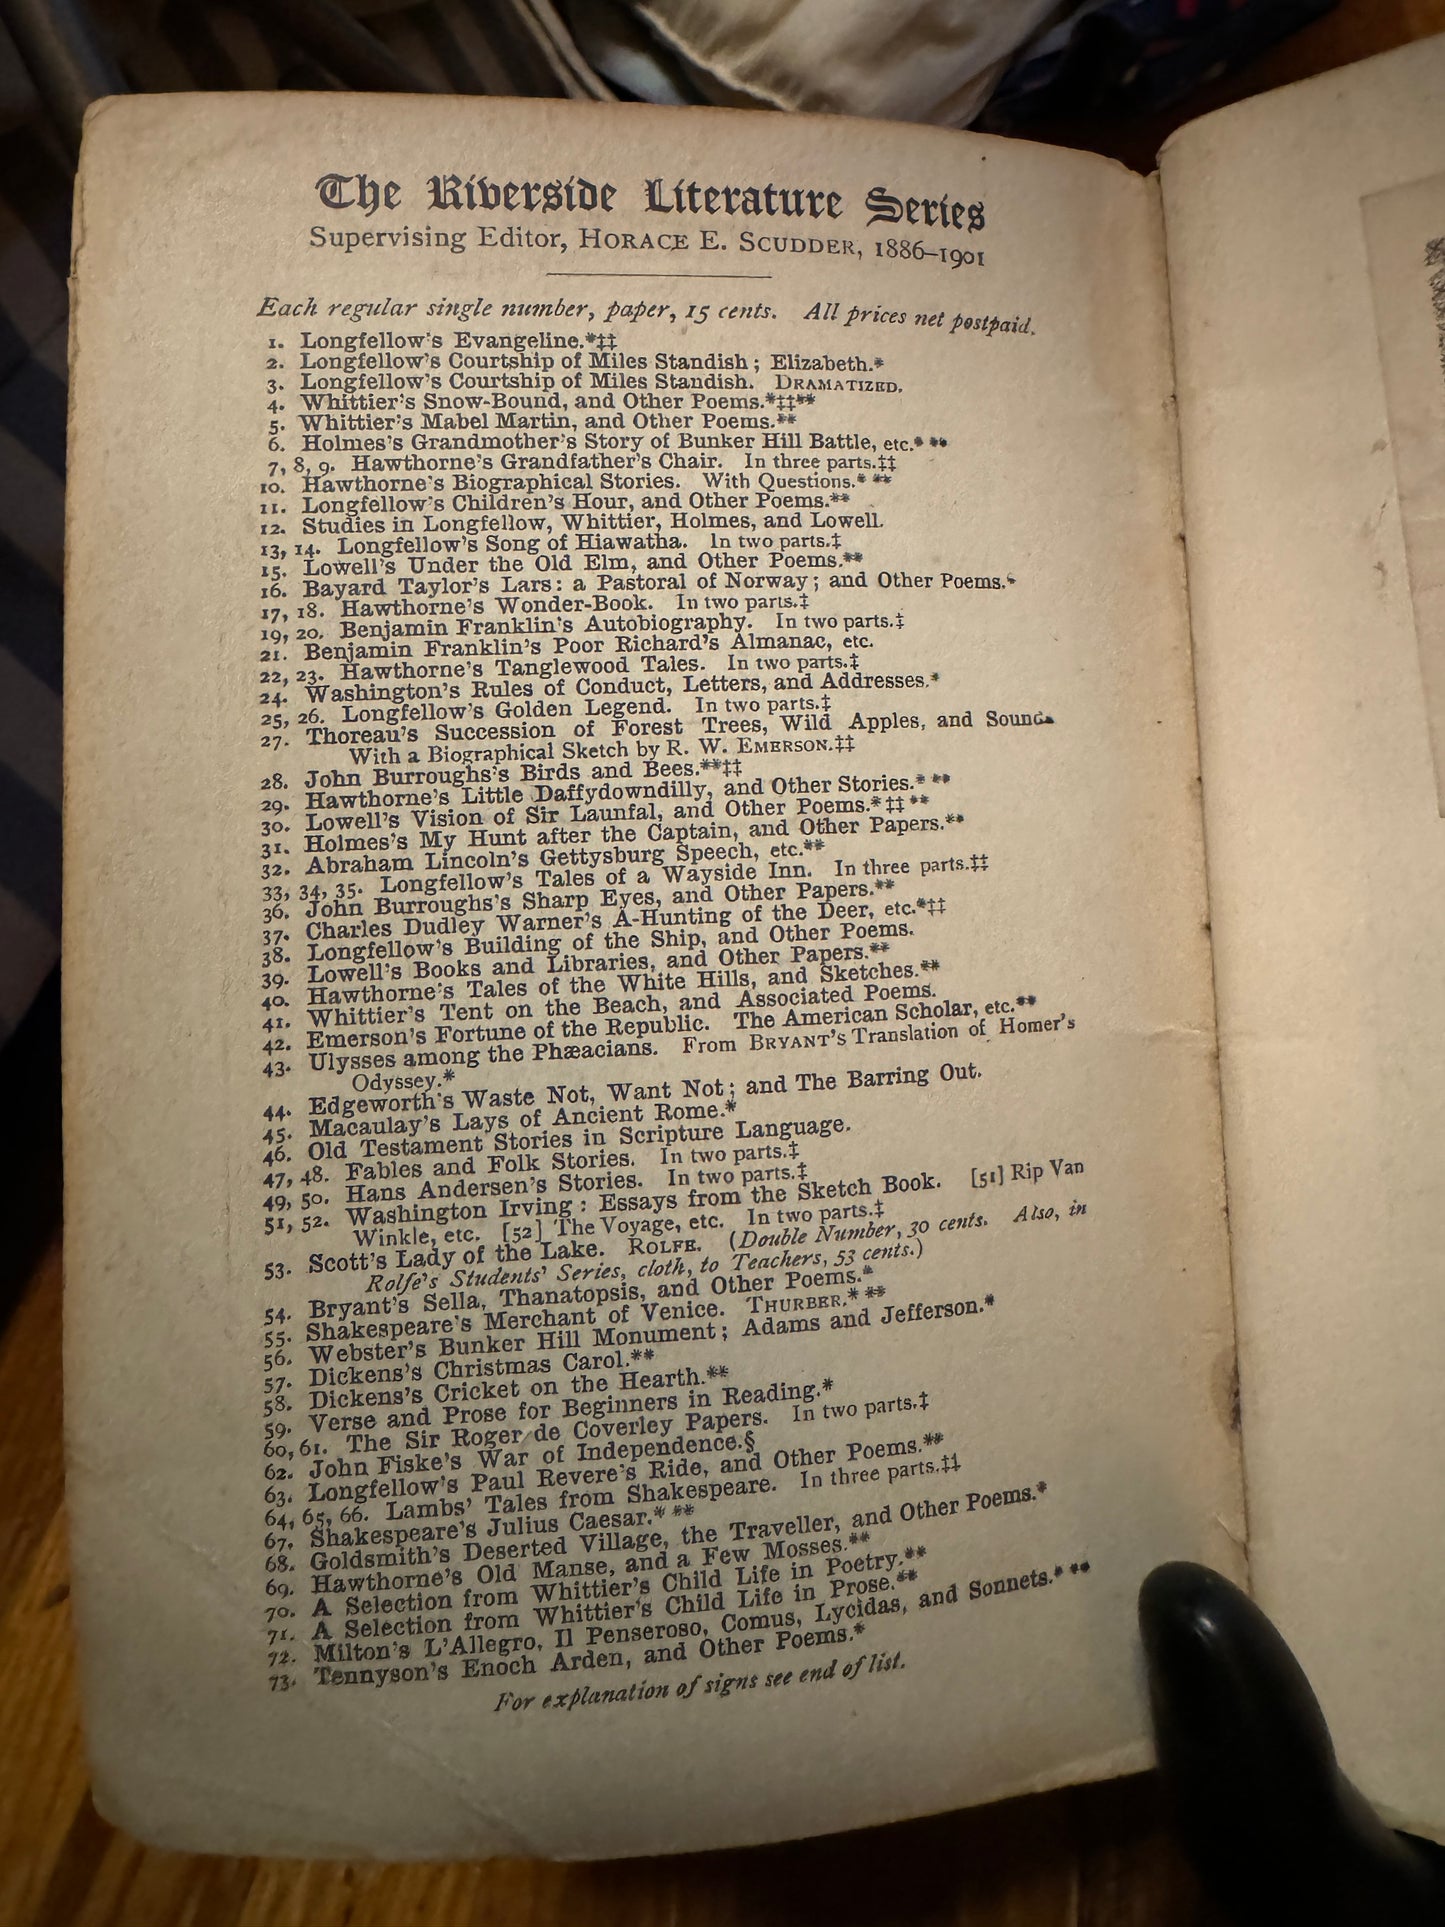 The Riverside Literature Series
Supervising Editor, HORACE E. SCUDDER, 1886–1901
Each regular single number, paper, 15 cents. All prices net postpaid.
1. Longfellow's Evangeline.*‡‡
2. Longfellow's Courtship of Miles Standish; Elizabeth.*
3. Longfellow's Courtship of Miles Standish. DRAMATIZED.
4. Whittier's Snow-Bound, and Other Poems.*‡‡**
5. Whittier's Mabel Martin, and Other Poems.**
6. Holmes's Grandmother's Story of Bunker Hill Battle, etc.* **
7, 8, 9. Hawthorne's Grandfather's Chair. In three parts.‡‡
10. Hawthorne's Biographical Stories. With Questions.* **
11. Longfellow's Children's Hour, and Other Poems.**
12. Studies in Longfellow, Whittier, Holmes, and Lowell.
13, 14. Longfellow's Song of Hiawatha. In two parts.‡
15. Lowell's Under the Old Elm, and Other Poems.**
16. Bayard Taylor's Lars: a Pastoral of Norway; and Other Poems.*
17, 18. Hawthorne's Wonder-Book. In two parts.‡
19, 20. Benjamin Franklin's Autobiography. In two parts.‡
21. Benjamin Franklin's Poor Richard's Almanac, etc.
22, 23. Hawthorne's Tanglewood Tales. In two parts.‡
24. Washington's Rules of Conduct, Letters, and Addresses.*
25, 26. Longfellow's Golden Legend. In two parts.‡
27. Thoreau's Succession of Forest Trees, Wild Apples, and Sounds
With a Biographical Sketch by R. W. EMERSON.‡‡
28. John Burroughs's Birds and Bees.**‡‡
29. Hawthorne's Little Daffydowndilly, and Other Stories.* **
30. Lowell's Vision of Sir Launfal, and Other Poems.*‡‡**
31. Holmes's My Hunt after the Captain, and Other Papers.**
32. Abraham Lincoln's Gettysburg Speech, etc.**
33, 34, 35. Longfellow's Tales of a Wayside Inn. In three parts.‡‡
36. John Burroughs's Sharp Eyes, and Other Papers.**
37. Charles Dudley Warner's A-Hunting of the Deer, etc.*‡‡
38. Longfellow's Building of the Ship, and Other Poems.
39. Lowell's Books and Libraries, and Other Papers.**
40. Hawthorne's Tales of the White Hills, and Sketches.**
41. Whittier's Tent on the Beach, and Associated Poems.
42. Emerson's Fortune of the Republic. The American Scholar, etc.**
43. Ulysses among the Phæacians. From BRYANT'S Translation of Homer's
Odyssey.*
44. Edgeworth's Waste Not, Want Not; and The Barring Out.
45. Macaulay's Lays of Ancient Rome.*
46. Old Testament Stories in Scripture Language.
47, 48. Fables and Folk Stories. In two parts.‡
49, 50. Hans Andersen's Stories. In two parts.‡
51, 52. Washington Irving: Essays from the Sketch Book. [51] Rip Van
Winkle, etc. [52] The Voyage, etc. In two parts.‡
53. Scott's Lady of the Lake. ROLFE. (Double Number, 30 cents. Also, in
Rolfe's Students' Series, cloth, to Teachers, 53 cents.)
54. Bryant's Sella, Thanatopsis, and Other Poems.*
55. Shakespeare's Merchant of Venice. THURBER.* **
56. Webster's Bunker Hill Monument; Adams and Jefferson.*
57. Dickens's Christmas Carol.**
58. Dickens's Cricket on the Hearth.**
59. Verse and Prose for Beginners in Reading.*
60, 61. The Sir Roger de Coverley Papers. In two parts.‡
62. John Fiske's War of Independence.§
63. Longfellow's Paul Revere's Ride, and Other Poems.**
64, 65, 66. Lambs' Tales from Shakespeare. In three parts.‡‡
67. Shakespeare's Julius Caesar.* **
68. Goldsmith's Deserted Village, the Traveller, and Other Poems.*
69. Hawthorne's Old Manse, and a Few Mosses.**
70. A Selection from Whittier's Child Life in Poetry.**
71. A Selection from Whittier's Child Life in Prose.**
72. Milton's L'Allegro, Il Penseroso, Comus, Lycidas, and Sonnets.* **
73. Tennyson's Enoch Arden, and Other Poems.*
For explanation of signs see end of list.